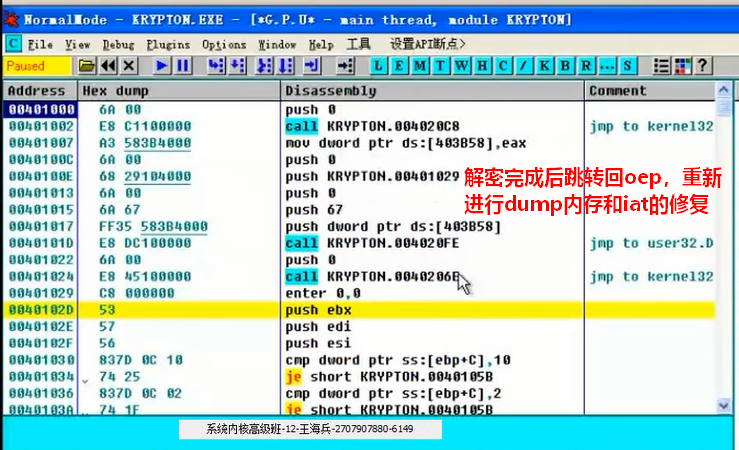 NormalMode - KRYPTON.EXE - [*G.P.U* - main thread, module KRYPTON]
C File View Debug Plugins Options Window Help 工具 设置API断点>
Paused L E M T W H C / K B R ... S ?
Address Hex dump Disassembly Comment
00401000 6A 00 push 0
00401002 E8 C1100000 call KRYPTON.004020C8 jmp to kernel32
00401007 A3 583B4000 mov dword ptr ds:[403B58],eax
0040100C 6A 00 push 0
0040100E 68 29104000 push KRYPTON.00401029
00401013 6A 00 push 0
00401015 6A 67 push 67
00401017 FF35 583B4000 push dword ptr ds:[403B58]
0040101D E8 DC100000 call KRYPTON.004020FE jmp to user32.D
00401022 6A 00 push 0
00401024 E8 45100000 call KRYPTON.0040206E jmp to kernel32
00401029 C8 000000 enter 0,0
0040102D 53 push ebx
0040102E 57 push edi
0040102F 56 push esi
00401030 837D 0C 10 cmp dword ptr ss:[ebp+C],10
00401034 74 25 je short KRYPTON.0040105B
00401036 837D 0C 02 cmp dword ptr ss:[ebp+C],2
0040103A 74 1F je short KRYPTON.0040105B
解密完成后跳转回oep，重新
进行dump内存和iat的修复
系统内核高级班-12-王海兵-2707907880-6149